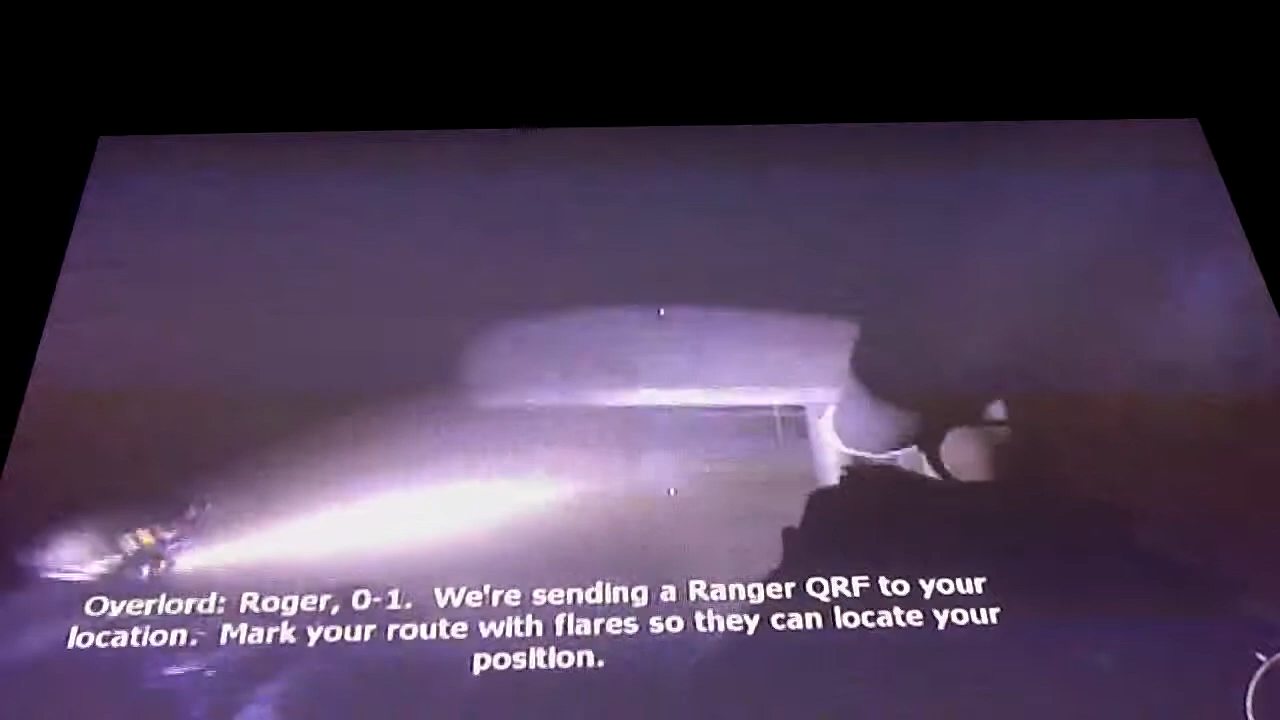 Overlord: Roger, 0-1. We're sending a Ranger QRF to your
location. Mark your route with flares so they can locate your
position.